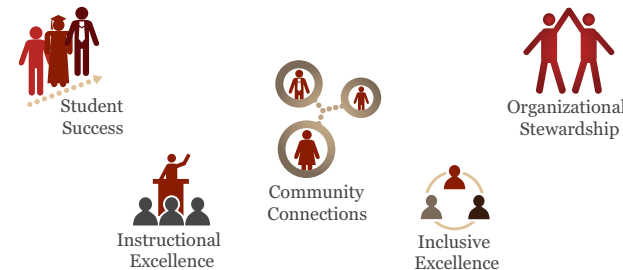 Student
Success
Instructional
Excellence
Community
Connections
Inclusive
Excellence
Organizational
Stewardship